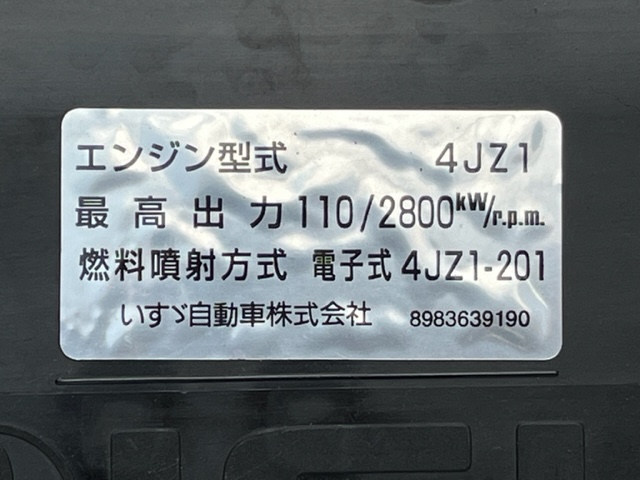 エンジン型式 4JZ1
最高出力 110/2800kW/r.p.m.
燃料噴射方式 電子式 4JZ1-201
いすゞ自動車株式会社 8983639190